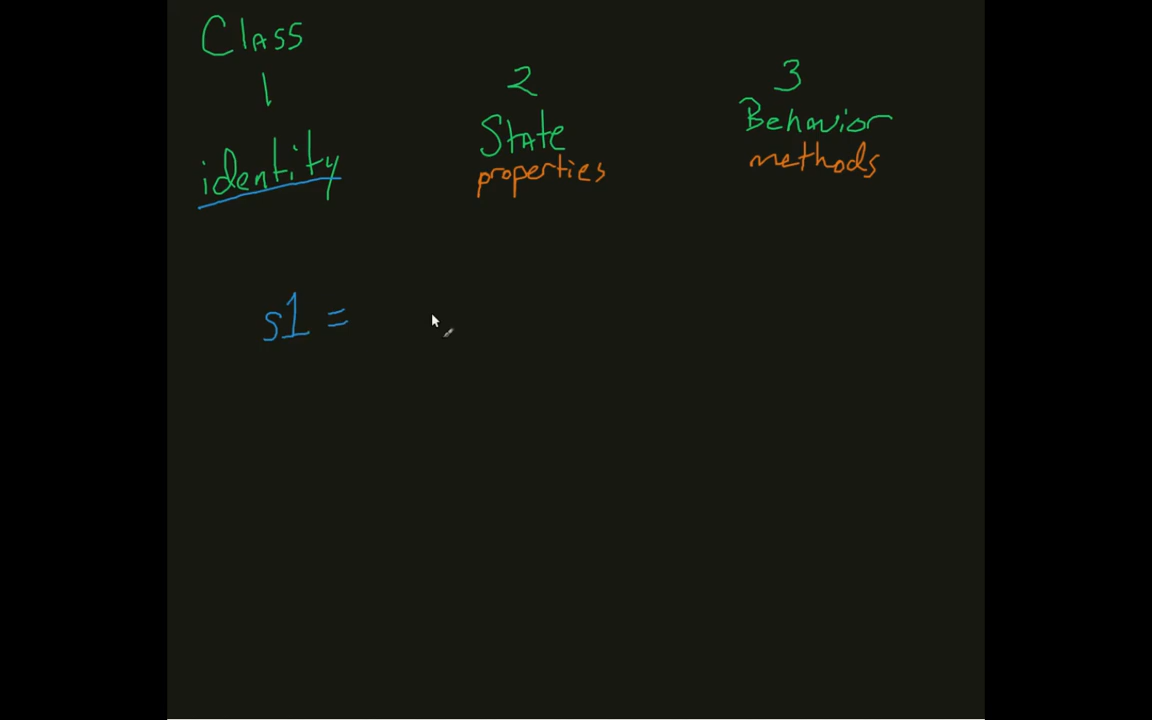 Class
1 2 3
identity State Behavior
properties methods
s1 =